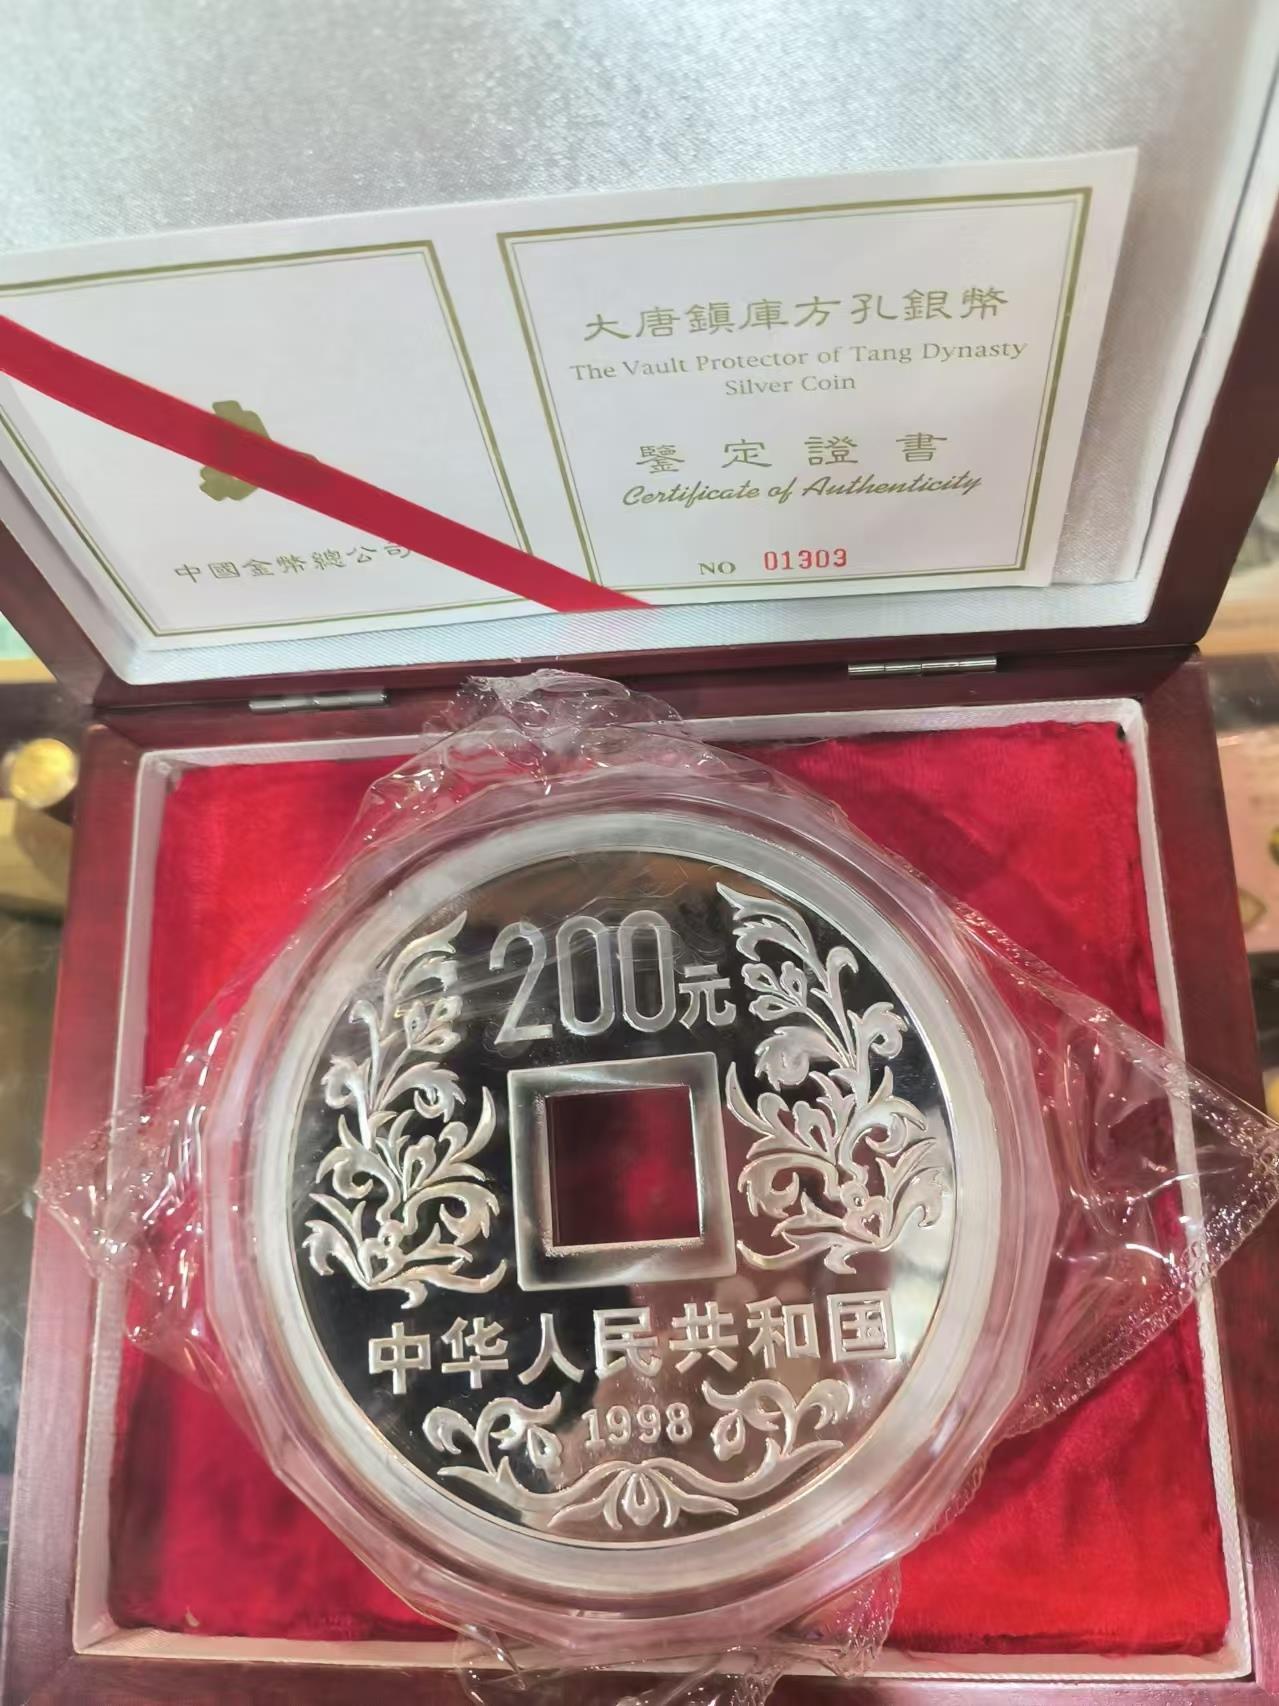 中國金幣總公司
大唐鎮庫方孔銀幣
The Vault Protector of Tang Dynasty
Silver Coin
鑒定證書
Certificate of Authenticity
NO 01303
200元
中华人民共和国
1998